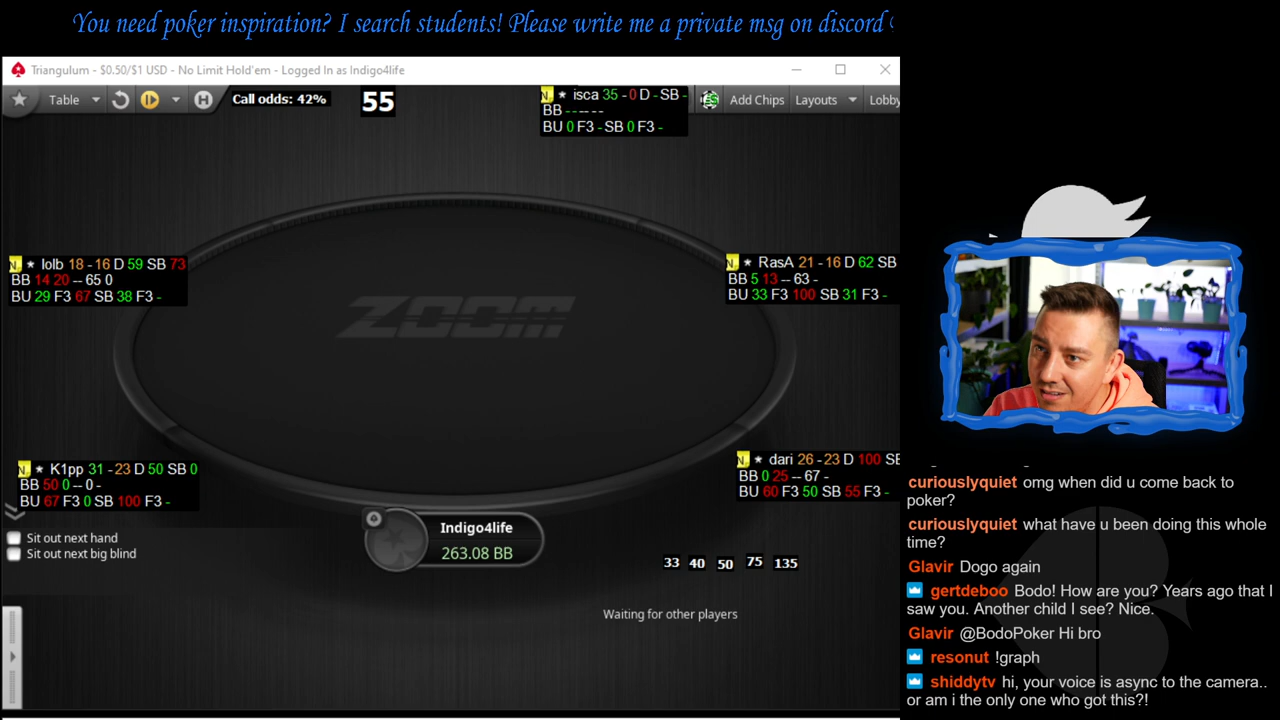 You need poker inspiration? I search students! Please write me a private msg on discord
Triangulum - $0.50/$1 USD - No Limit Hold'em - Logged In as Indigo4life
Table
H
Call odds: 42%
55
Add Chips
Layouts
Lobby
N * isca 35 - 0 D - SB -
BB - - - - - -
BU 0 F3 - SB 0 F3 -
N * lolb 18 - 16 D 59 SB 73
BB 14 20 -- 65 0
BU 29 F3 67 SB 38 F3 -
N * RasA 21 - 16 D 62 SB
BB 5 13 -- 63 -
BU 33 F3 100 SB 31 F3 -
ZOOM
N * K1pp 31 - 23 D 50 SB 0
BB 50 0 -- 0 -
BU 67 F3 0 SB 100 F3 -
N * dari 26 - 23 D 100 SE
BB 0 25 -- 67 -
BU 60 F3 50 SB 55 F3 -
Indigo4life
263.08 BB
Sit out next hand
Sit out next big blind
33 40 50 75 135
Waiting for other players
curiouslyquiet omg when did u come back to
poker?
curiouslyquiet what have u been doing this whole
time?
Glavir Dogo again
gertdeboo Bodo! How are you? Years ago that I
saw you. Another child I see? Nice.
Glavir @BodoPoker Hi bro
resonut !graph
shiddytv hi, your voice is async to the camera..
or am i the only one who got this?!